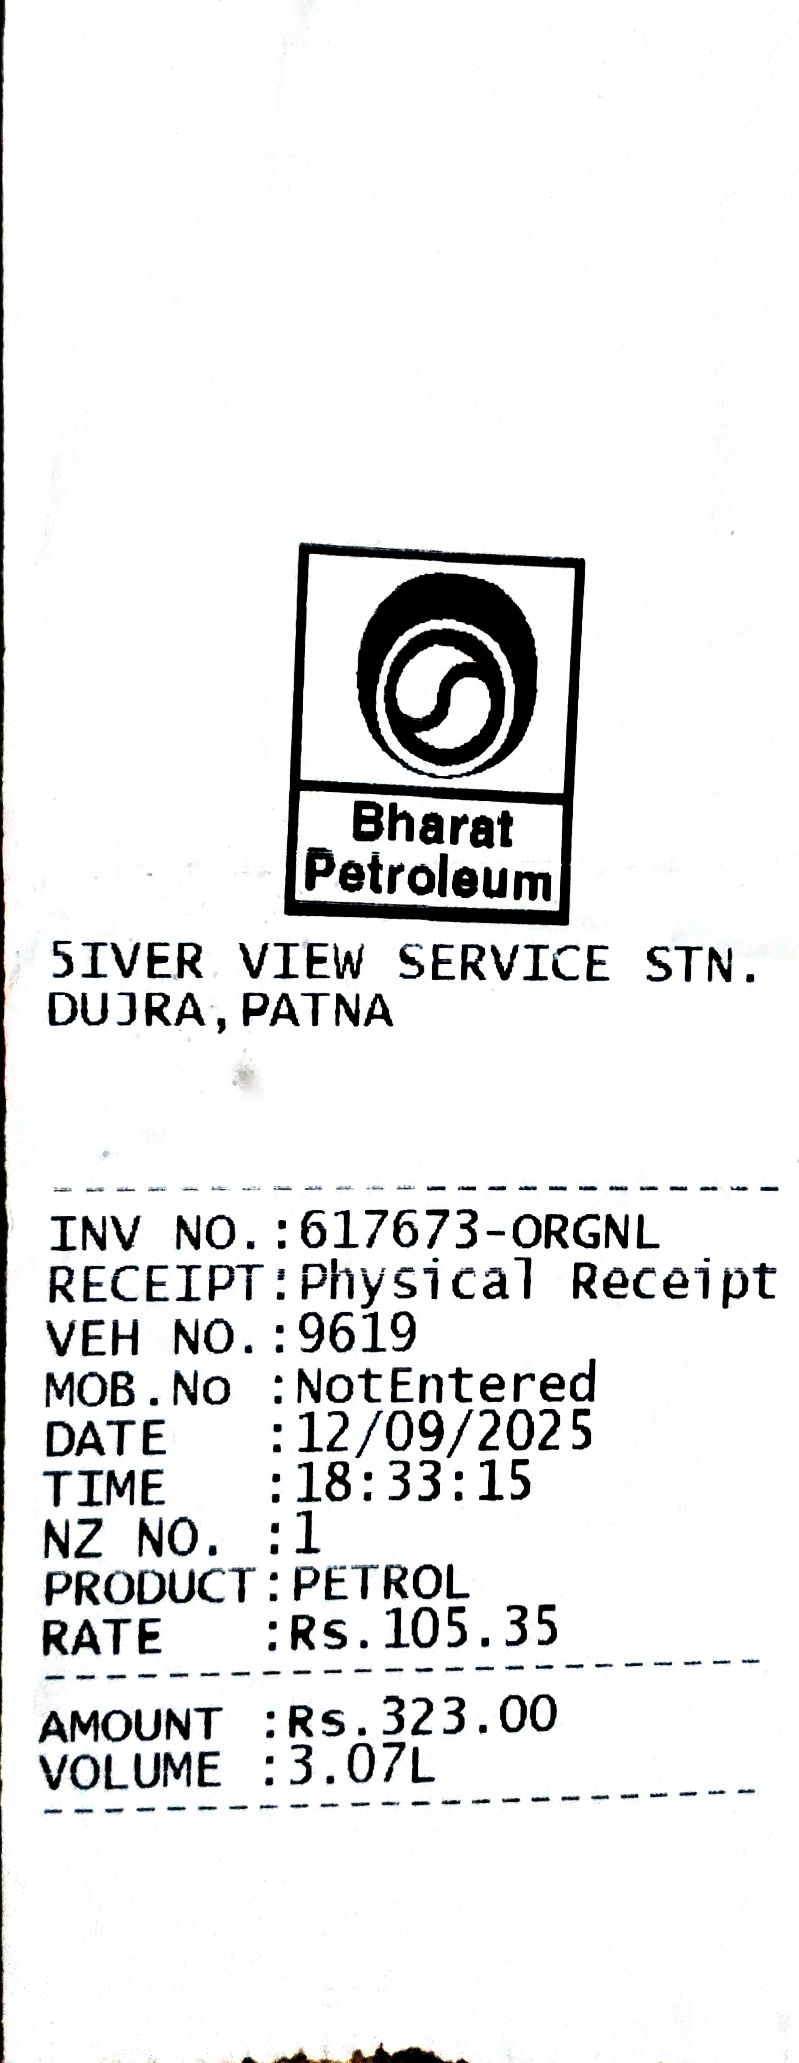 Bharat
Petroleum
5IVER VIEW SERVICE STN.
DUJRA,PATNA
INV NO.:617673-ORGNL
RECEIPT:Physical Receipt
VEH NO.:9619
MOB.No :NotEntered
DATE :12/09/2025
TIME :18:33:15
NZ NO. :1
PRODUCT:PETROL
RATE :Rs.105.35
AMOUNT :Rs.323.00
VOLUME :3.07L